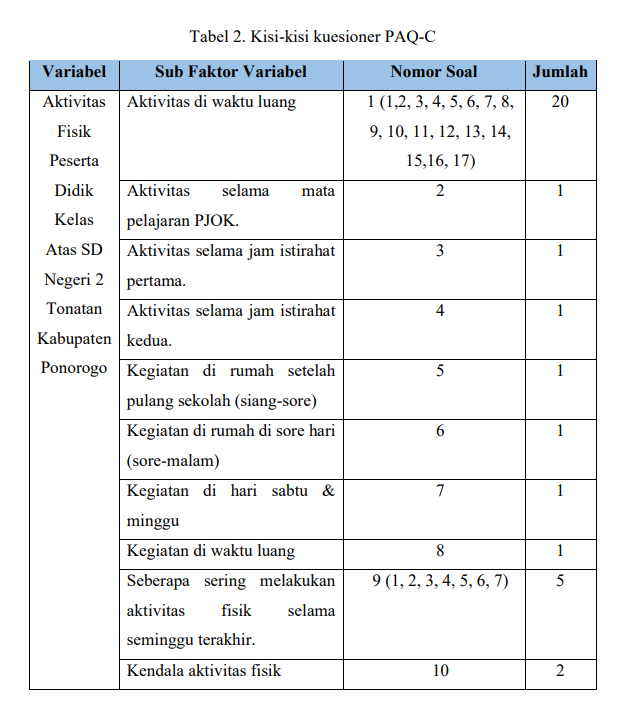 Tabel 2. Kisi-kisi kuesioner PAQ-C
Variabel Sub Faktor Variabel Nomor Soal Jumlah
Aktivitas Fisik Peserta Didik Kelas Atas SD Negeri 2 Tonatan Kabupaten Ponorogo
Aktivitas di waktu luang
1 (1,2, 3, 4, 5, 6, 7, 8,
9, 10, 11, 12, 13, 14,
15,16, 17)
20
Aktivitas selama mata
pelajaran PJOK.
2
1
Aktivitas selama jam istirahat
pertama.
3
1
Aktivitas selama jam istirahat
kedua.
4
1
Kegiatan di rumah setelah
pulang sekolah (siang-sore)
5
1
Kegiatan di rumah di sore hari
(sore-malam)
6
1
Kegiatan di hari sabtu &
minggu
7
1
Kegiatan di waktu luang
8
1
Seberapa sering melakukan
aktivitas fisik selama
seminggu terakhir.
9 (1, 2, 3, 4, 5, 6, 7)
5
Kendala aktivitas fisik
10
2